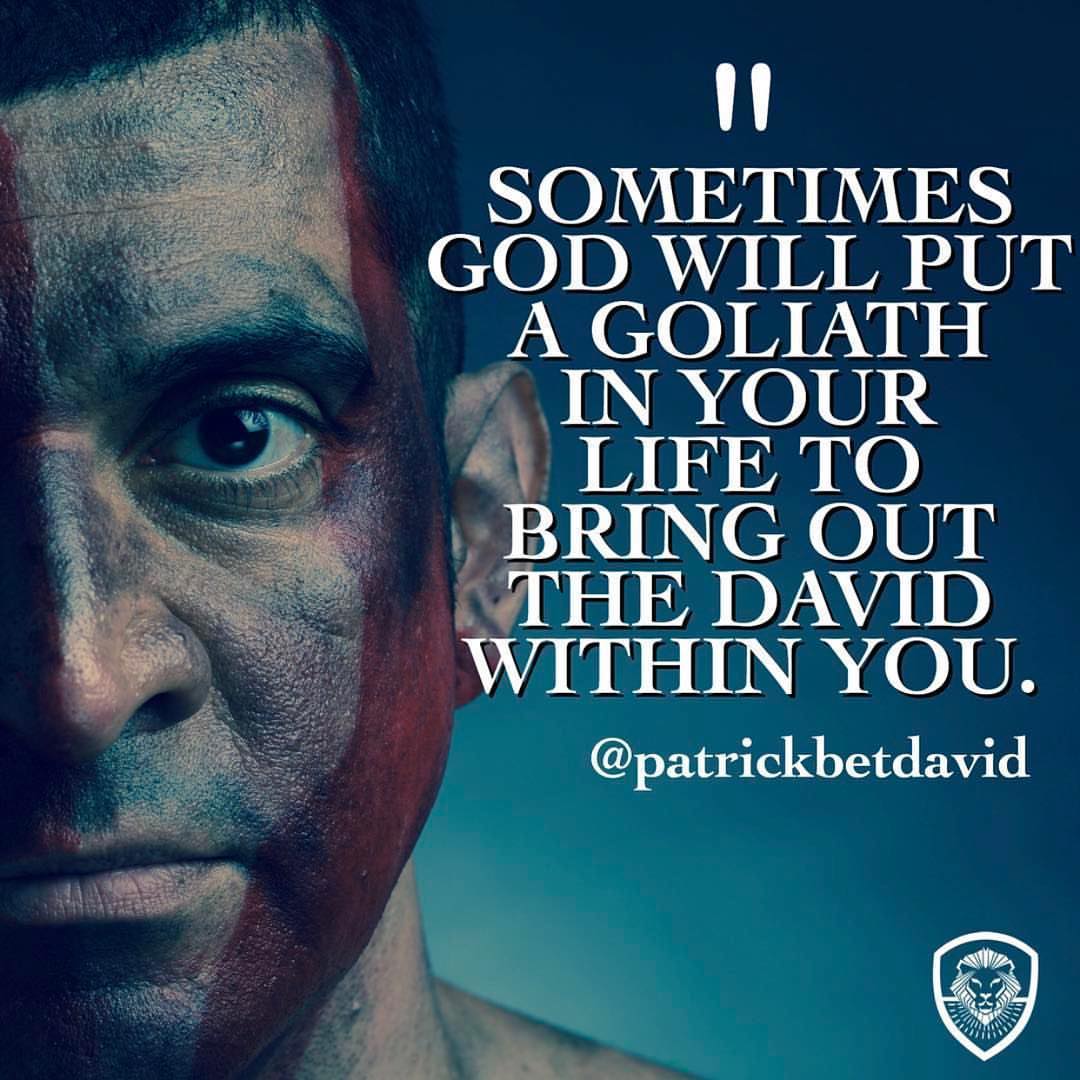 "
SOMETIMES
GOD WILL PUT
A GOLIATH
IN YOUR
LIFE TO
BRING OUT
THE DAVID
WITHIN YOU.
@patrickbetdavid